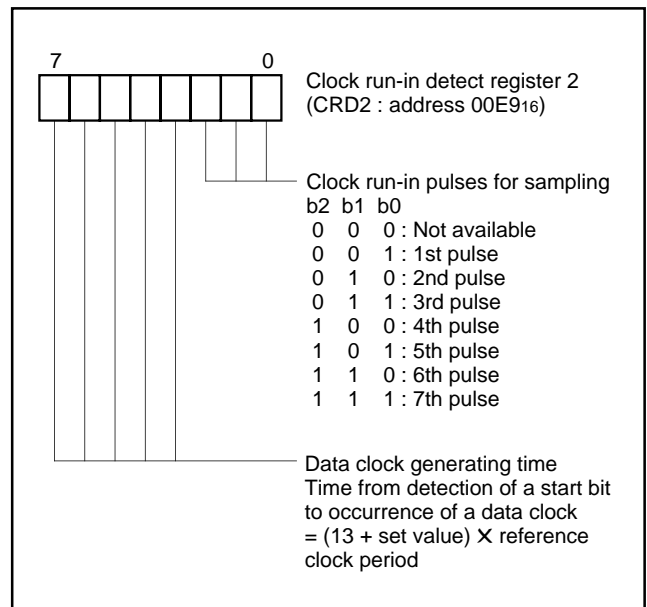 7 0
Clock run-in detect register 2
(CRD2 : address 00E916)
Clock run-in pulses for sampling
b2 b1 b0
0 0 0 : Not available
0 0 1 : 1st pulse
0 1 0 : 2nd pulse
0 1 1 : 3rd pulse
1 0 0 : 4th pulse
1 0 1 : 5th pulse
1 1 0 : 6th pulse
1 1 1 : 7th pulse
Data clock generating time
Time from detection of a start bit
to occurrence of a data clock
= (13 + set value) ✕ reference
clock period